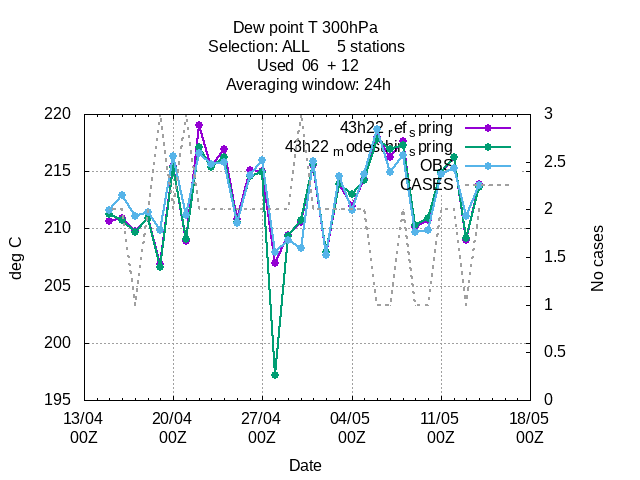 Dew point T 300hPa
Selection: ALL 5 stations
Used 06 + 12
Averaging window: 24h
220
215
210
205
200
195
3
2.5
2
1.5
1
0.5
0
43h22_ref_spring
OBS
CASES
deg C
No cases
13/04 20/04 27/04 04/05 11/05 18/05
00Z 00Z 00Z 00Z 00Z 00Z
Date